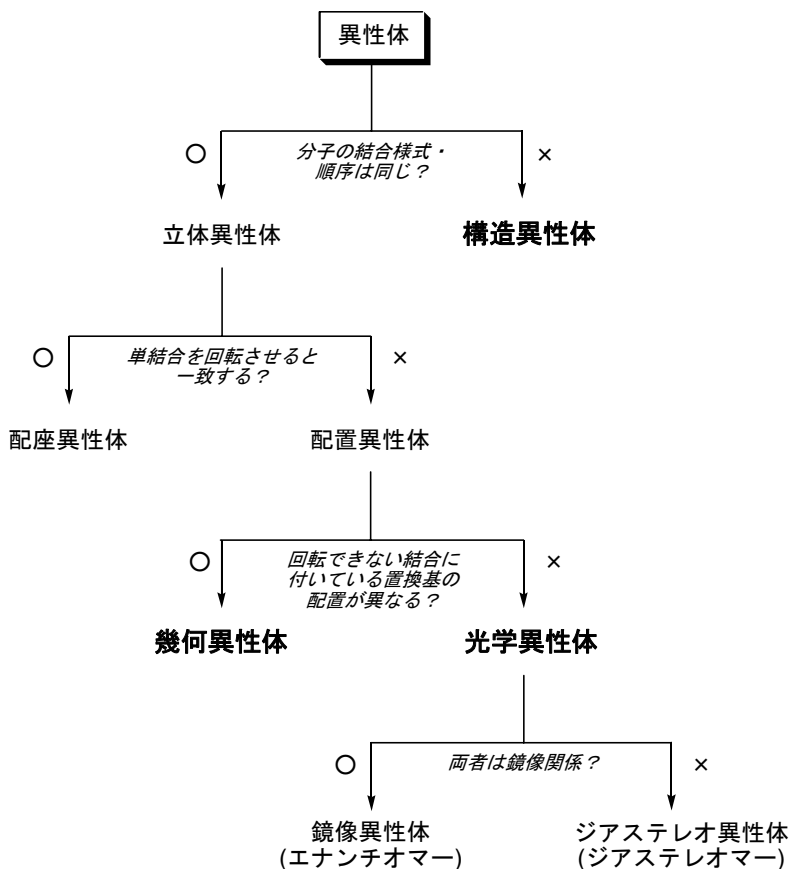 異性体
○
分子の結合様式・
順序は同じ？
×
立体異性体
構造異性体
○
単結合を回転させると
一致する？
×
配座異性体
配置異性体
○
回転できない結合に
付いている置換基の
配置が異なる？
×
幾何異性体
光学異性体
○
両者は鏡像関係？
×
鏡像異性体
(エナンチオマー)
ジアステレオ異性体
(ジアステレオマー)